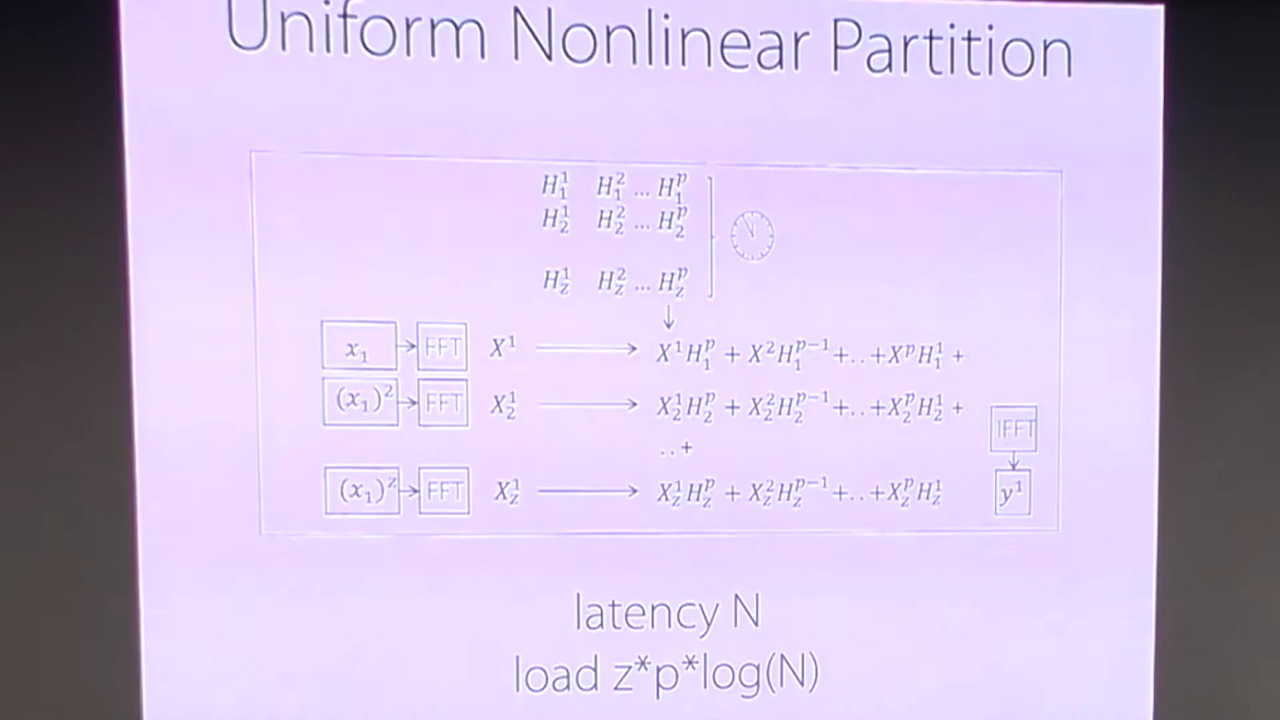 Uniform Nonlinear Partition
H₁¹ H₁² ... H₁ᵖ
H₂¹ H₂² ... H₂ᵖ
H_z¹ H_z² ... H_zᵖ
x₁ FFT X¹ X¹H₁ᵖ + X²H₁ᵖ⁻¹+..+XᵖH₁¹ +
(x₁)² FFT X₂¹ X₂¹H₂ᵖ + X₂²H₂ᵖ⁻¹+..+X₂ᵖH₂¹ +
IFFT
..+
(x₁)ᶻ FFT X_z¹ X_z¹H_zᵖ + X_z²H_zᵖ⁻¹+..+X_zᵖH_z¹
y¹
latency N
load z*p*log(N)